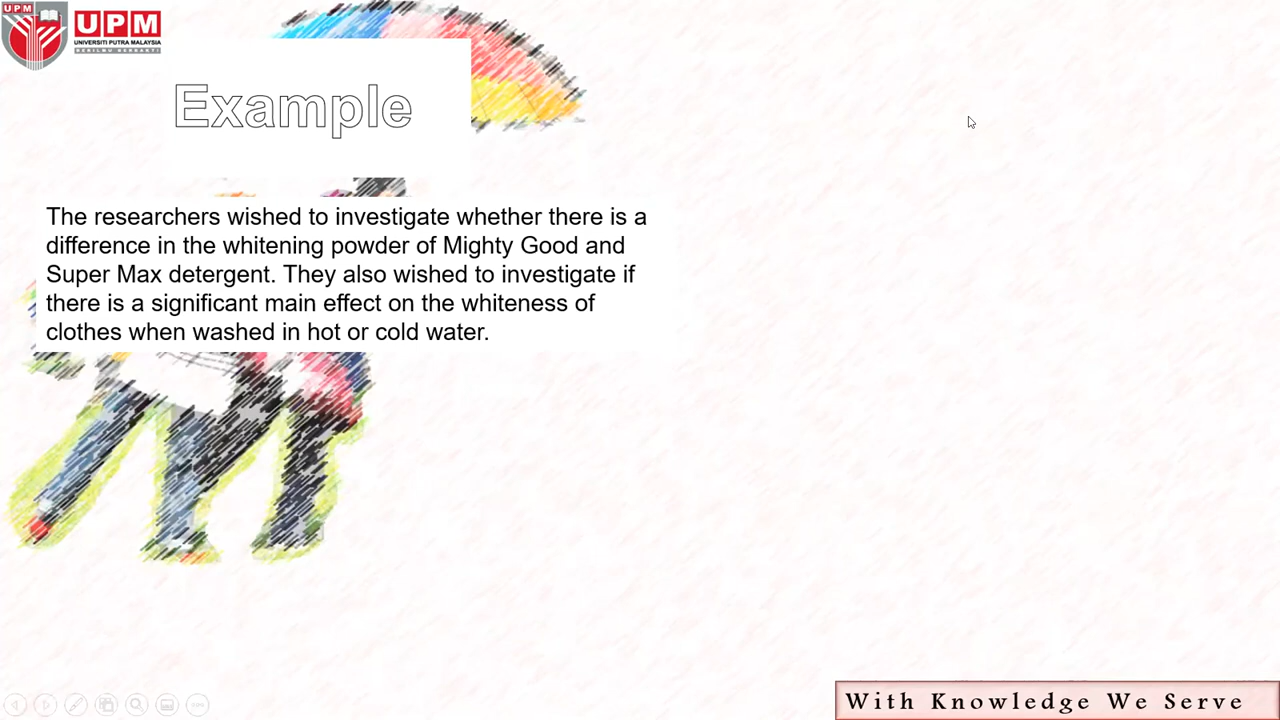 UPM
UPM
UNIVERSITI PUTRA MALAYSIA
BERILMU BERBAKTI
Example
The researchers wished to investigate whether there is a
difference in the whitening powder of Mighty Good and
Super Max detergent. They also wished to investigate if
there is a significant main effect on the whiteness of
clothes when washed in hot or cold water.
With Knowledge We Serve